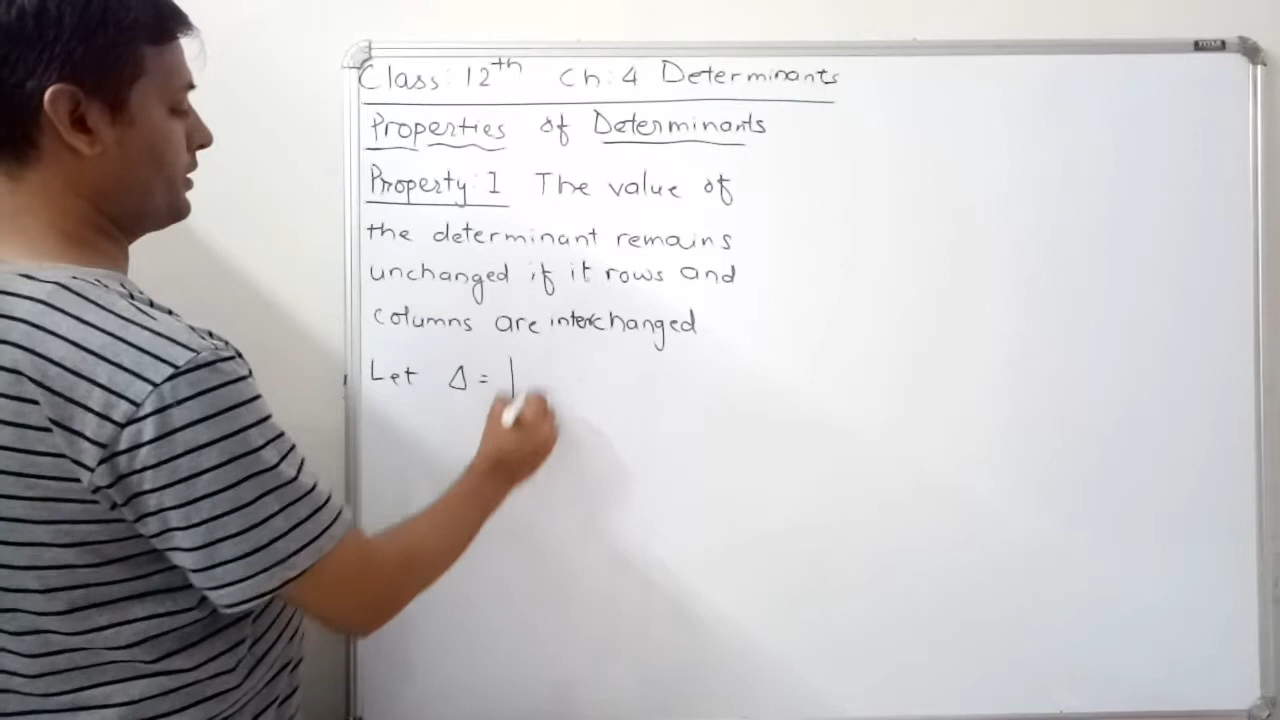 Class: 12th Ch: 4 Determinants
Properties of Determinants
Property: 1 The value of
the determinant remains
unchanged if it rows and
columns are interchanged
Let Δ = |